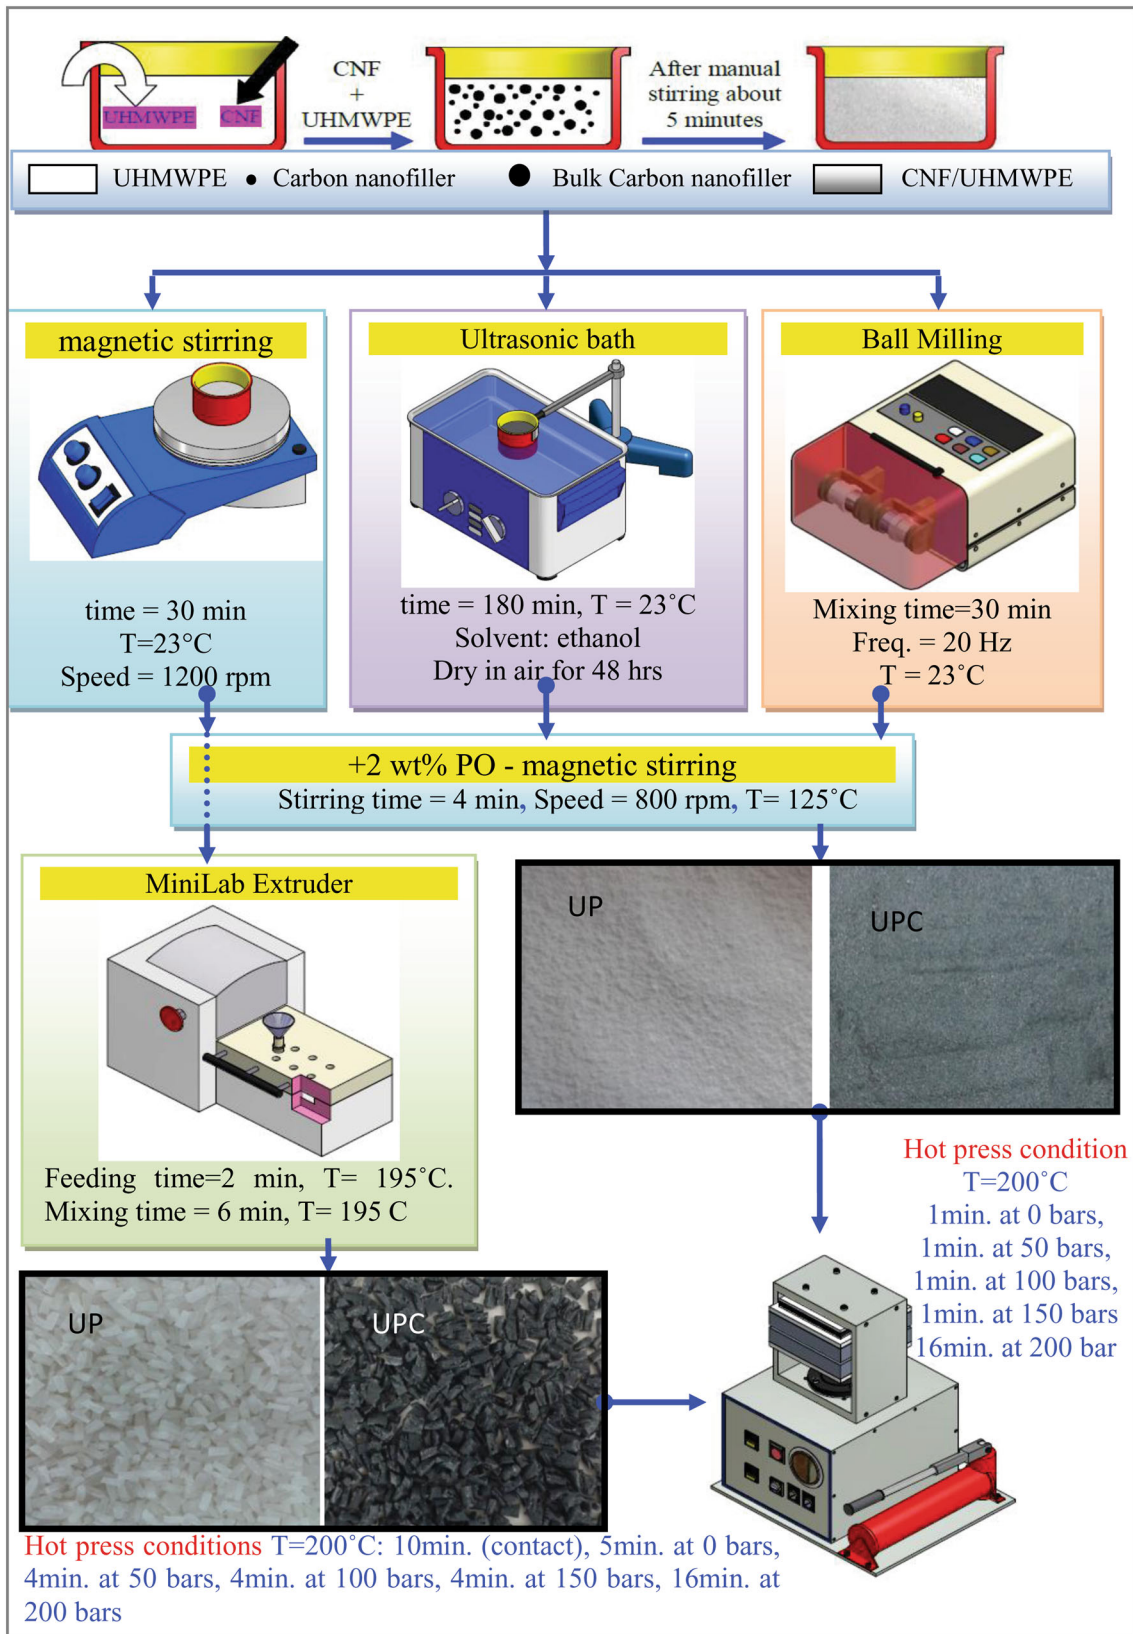 UHMWPE
CNF
CNF
+
UHMWPE
After manual
stirring about
5 minutes
UHMWPE • Carbon nanofiller ● Bulk Carbon nanofiller CNF/UHMWPE
magnetic stirring
time = 30 min
T=23°C
Speed = 1200 rpm
Ultrasonic bath
time = 180 min, T = 23˚C
Solvent: ethanol
Dry in air for 48 hrs
Ball Milling
Mixing time=30 min
Freq. = 20 Hz
T = 23˚C
+2 wt% PO - magnetic stirring
Stirring time = 4 min, Speed = 800 rpm, T= 125˚C
MiniLab Extruder
Feeding time=2 min, T= 195˚C.
Mixing time = 6 min, T= 195 C
UP
UPC
Hot press condition
T=200˚C
1min. at 0 bars,
1min. at 50 bars,
1min. at 100 bars,
1min. at 150 bars
16min. at 200 bar
UP
UPC
Hot press conditions T=200˚C: 10min. (contact), 5min. at 0 bars,
4min. at 50 bars, 4min. at 100 bars, 4min. at 150 bars, 16min. at
200 bars